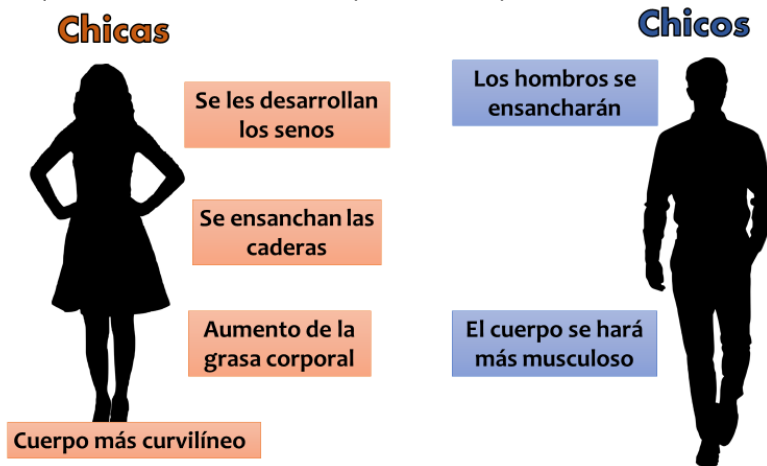 Chicas
Se les desarrollan
los senos
Se ensanchan las
caderas
Aumento de la
grasa corporal
Cuerpo más curvilíneo
Chicos
Los hombros se
ensancharán
El cuerpo se hará
más musculoso